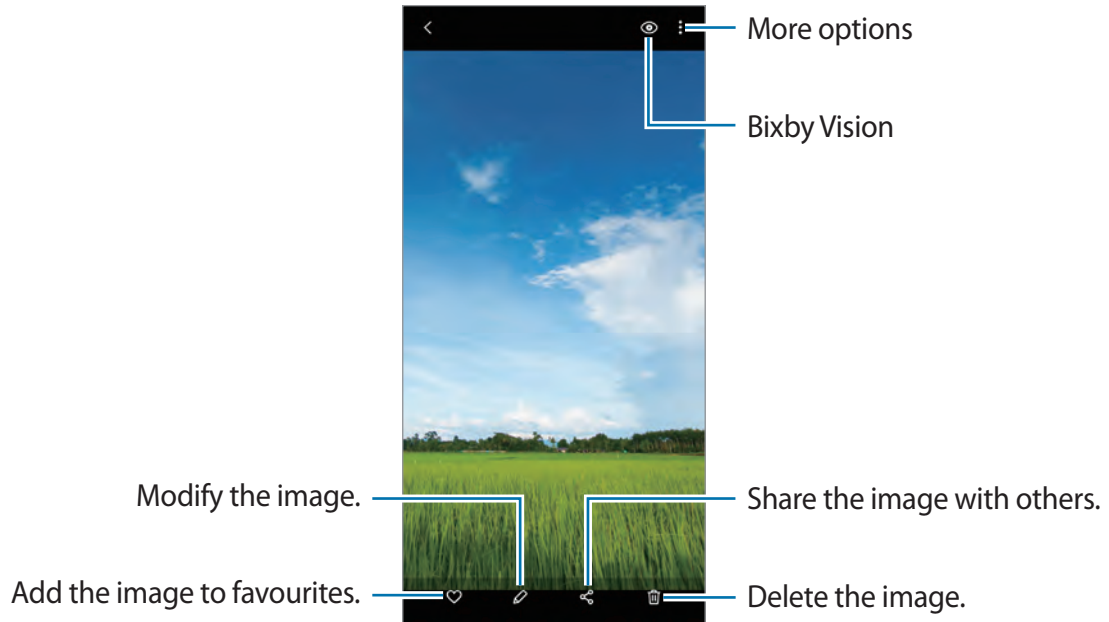 More options
Bixby Vision
Modify the image.
Share the image with others.
Add the image to favourites.
Delete the image.